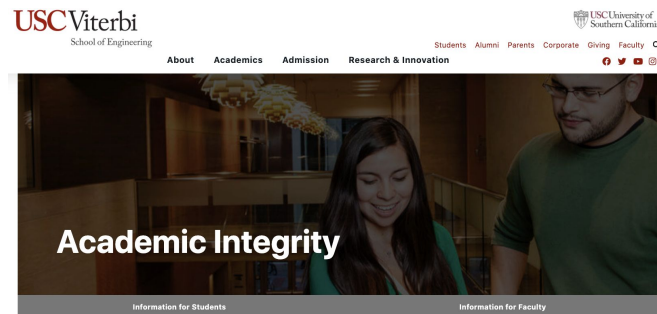 USC Viterbi
School of Engineering
USC University of
Southern California
Students Alumni Parents Corporate Giving Faculty
About Academics Admission Research & Innovation
Academic Integrity
Information for Students Information for Faculty